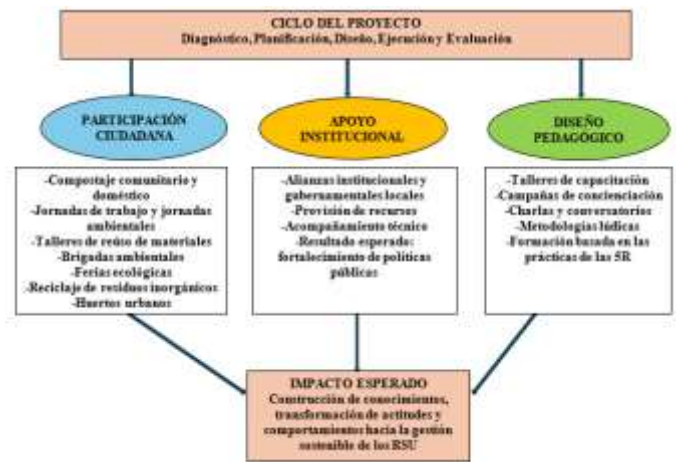 CICLO DEL PROYECTO
Diagnóstico, Planificación, Diseño, Ejecución y Evaluación
PARTICIPACIÓN
CIUDADANA
APOYO
INSTITUCIONAL
DISEÑO
PEDAGÓGICO
-Compostaje comunitario y
doméstico
-Jornadas de trabajo y jornadas
ambientales
-Talleres de reúso de materiales
-Brigadas ambientales
-Ferias ecológicas
-Reciclaje de residuos inorgánicos
-Huertos urbanos
-Alianzas institucionales y
gubernamentales locales
-Provisión de recursos
-Acompañamiento técnico
-Resultado esperado:
fortalecimiento de políticas
públicas
-Talleres de capacitación
-Campañas de concienciación
-Charlas y conversatorios
-Metodologías lúdicas
-Formación basada en las
prácticas de las 5R
IMPACTO ESPERADO
Construcción de conocimientos,
transformación de actitudes y
comportamientos hacia la gestión
sostenible de los RSU